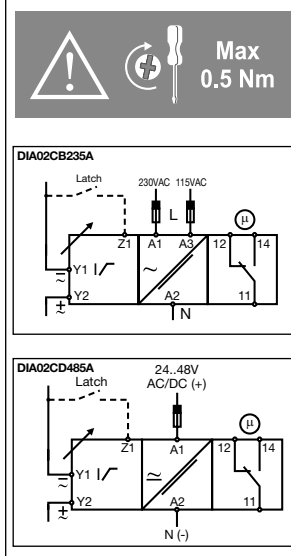 Max
0.5 Nm
DIA02CB235A
Latch
230VAC 115VAC
L
μ
Z1 A1 A3 12 14
Y1
Y2
A2
11
N
DIA02CD485A
Latch
24..48V
AC/DC (+)
μ
Z1 A1 12 14
Y1
Y2
A2
11
N (-)